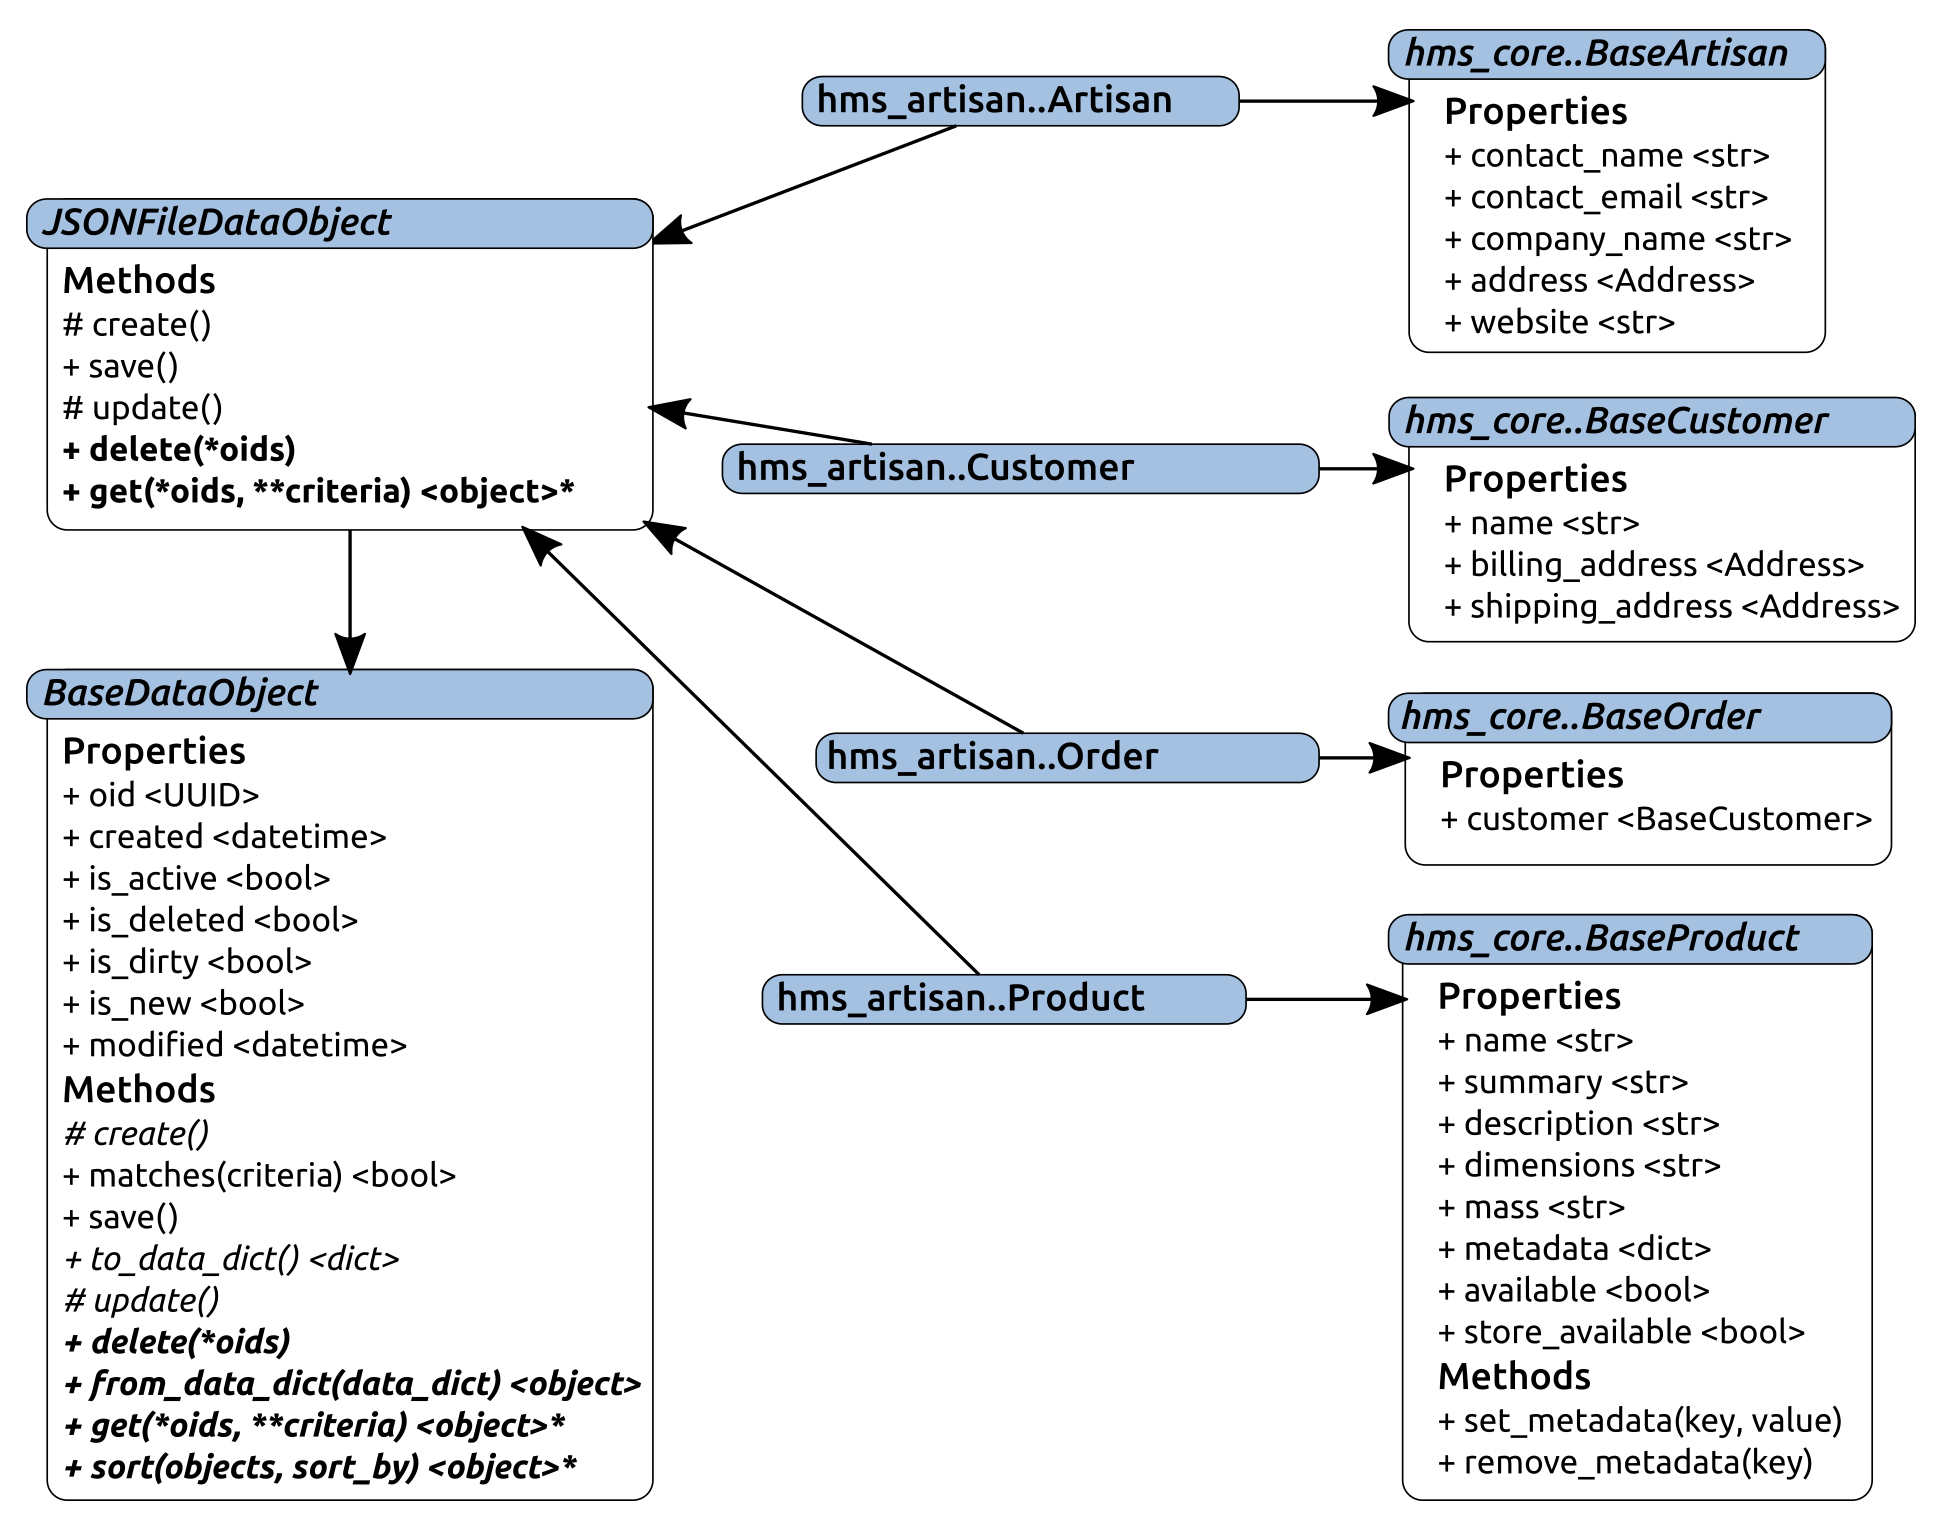 hms_artisan..Artisan
hms_core..BaseArtisan
Properties
+ contact_name <str>
+ contact_email <str>
+ company_name <str>
+ address <Address>
+ website <str>
JSONFileDataObject
Methods
# create()
+ save()
# update()
+ delete(*oids)
+ get(*oids, **criteria) <object>*
hms_artisan..Customer
hms_core..BaseCustomer
Properties
+ name <str>
+ billing_address <Address>
+ shipping_address <Address>
BaseDataObject
Properties
+ oid <UUID>
+ created <datetime>
+ is_active <bool>
+ is_deleted <bool>
+ is_dirty <bool>
+ is_new <bool>
+ modified <datetime>
Methods
# create()
+ matches(criteria) <bool>
+ save()
+ to_data_dict() <dict>
# update()
+ delete(*oids)
+ from_data_dict(data_dict) <object>
+ get(*oids, **criteria) <object>*
+ sort(objects, sort_by) <object>*
hms_artisan..Order
hms_core..BaseOrder
Properties
+ customer <BaseCustomer>
hms_artisan..Product
hms_core..BaseProduct
Properties
+ name <str>
+ summary <str>
+ description <str>
+ dimensions <str>
+ mass <str>
+ metadata <dict>
+ available <bool>
+ store_available <bool>
Methods
+ set_metadata(key, value)
+ remove_metadata(key)